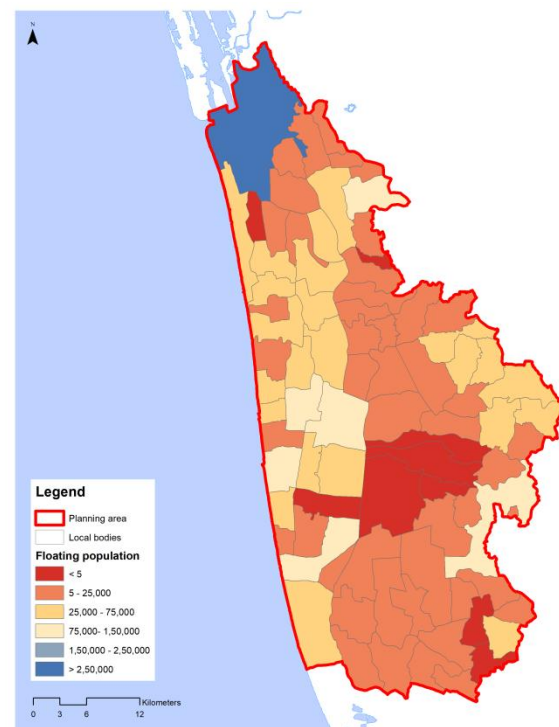 N
Legend
Planning area
Local bodies
Floating population
< 5
5 - 25,000
25,000 - 75,000
75,000- 1,50,000
1,50,000 - 2,50,000
> 2,50,000
Kilometers
0 3 6 12